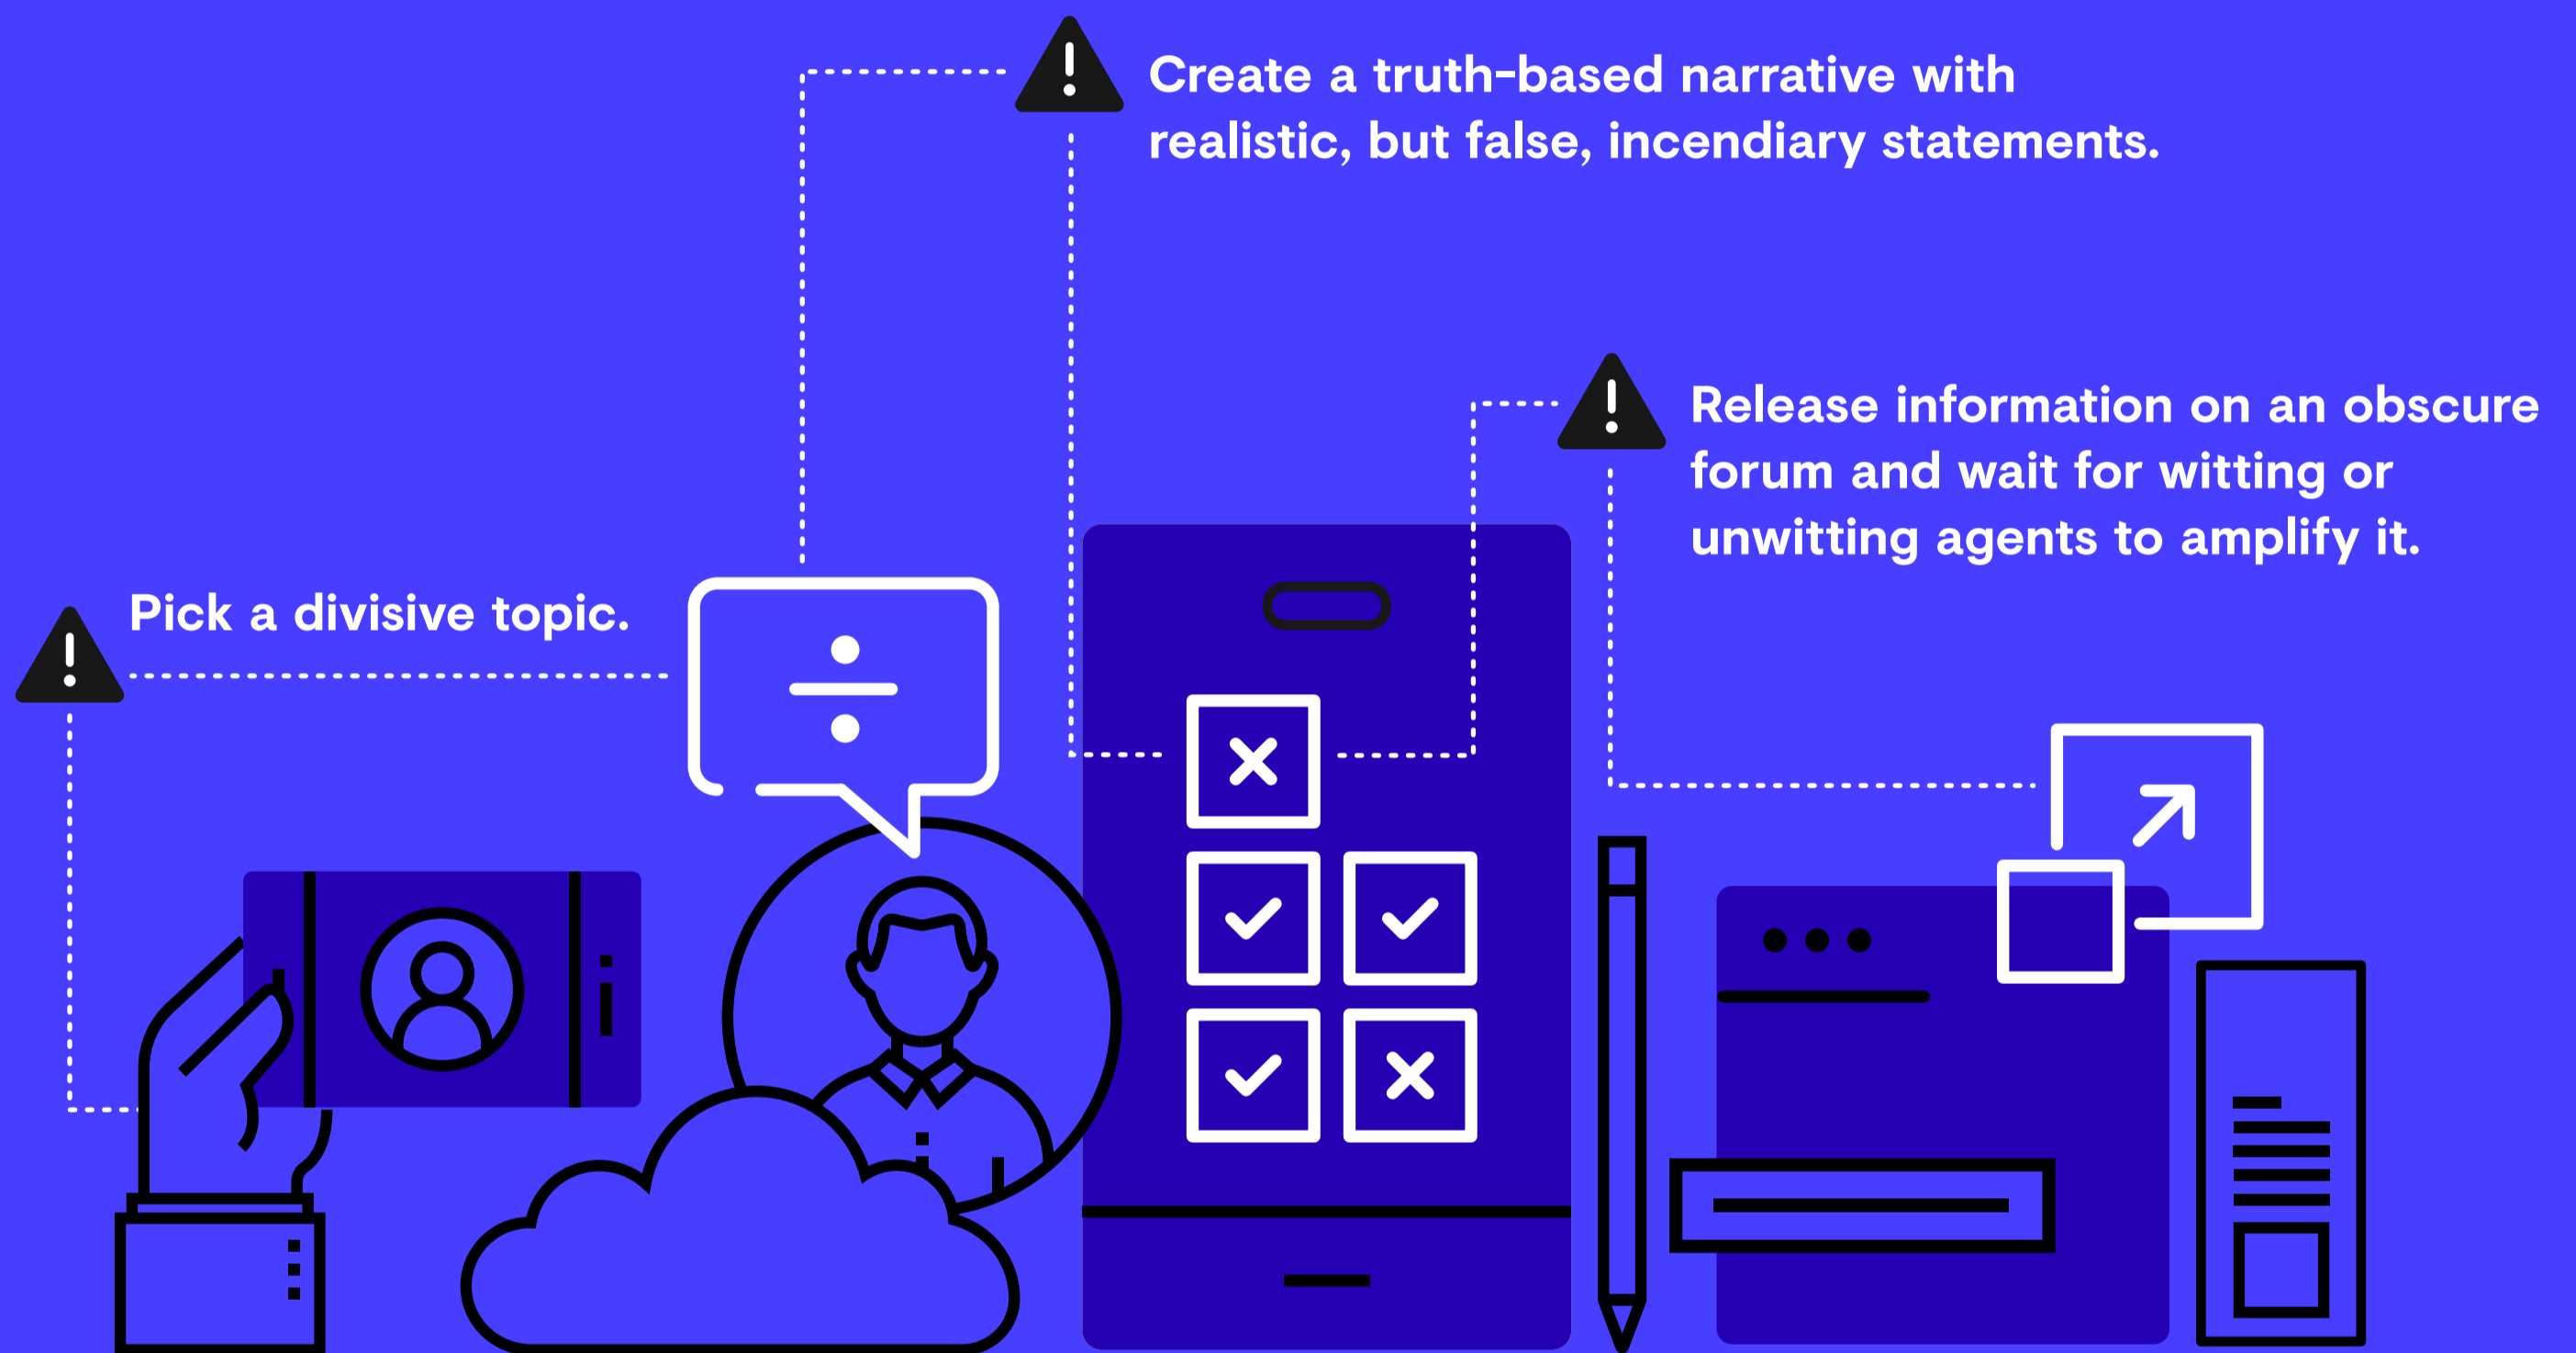 Pick a divisive topic.
Create a truth-based narrative with
realistic, but false, incendiary statements.
Release information on an obscure
forum and wait for witting or
unwitting agents to amplify it.